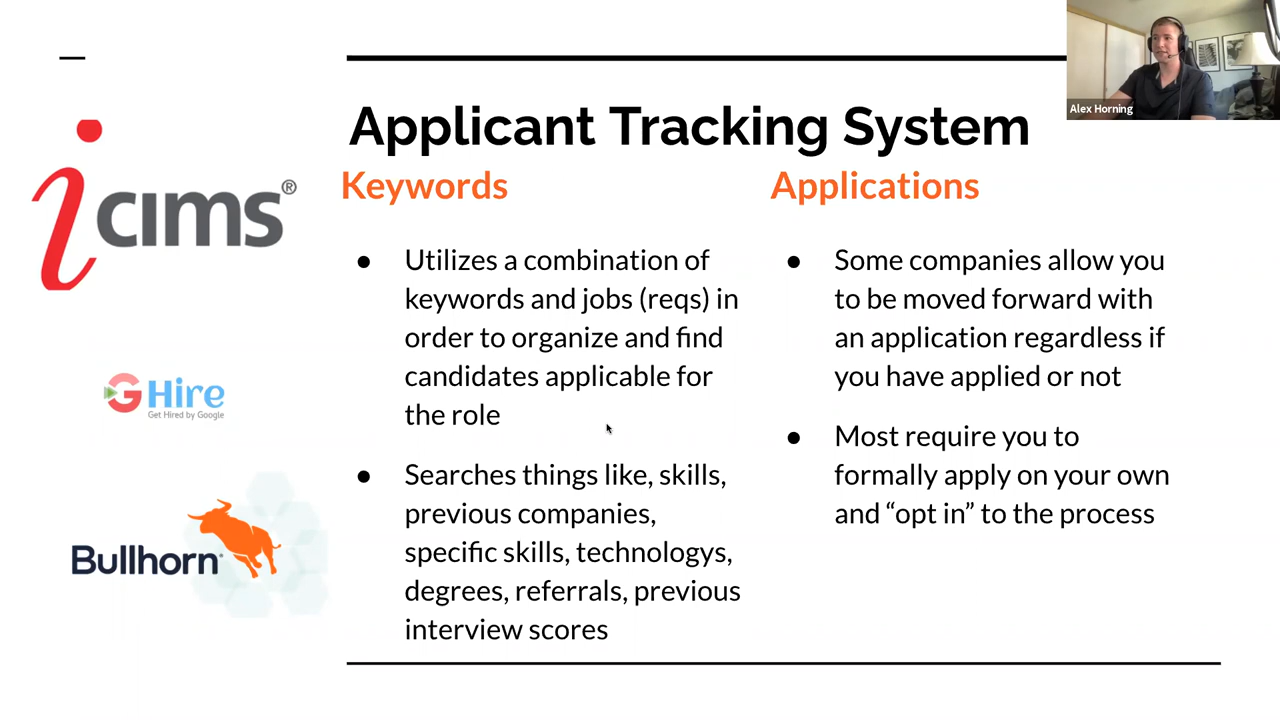 Applicant Tracking System
Alex Horning
icims®
GHire
Get Hired by Google
Bullhorn
Keywords
● Utilizes a combination of
keywords and jobs (reqs) in
order to organize and find
candidates applicable for
the role
● Searches things like, skills,
previous companies,
specific skills, technologys,
degrees, referrals, previous
interview scores
Applications
● Some companies allow you
to be moved forward with
an application regardless if
you have applied or not
● Most require you to
formally apply on your own
and “opt in” to the process